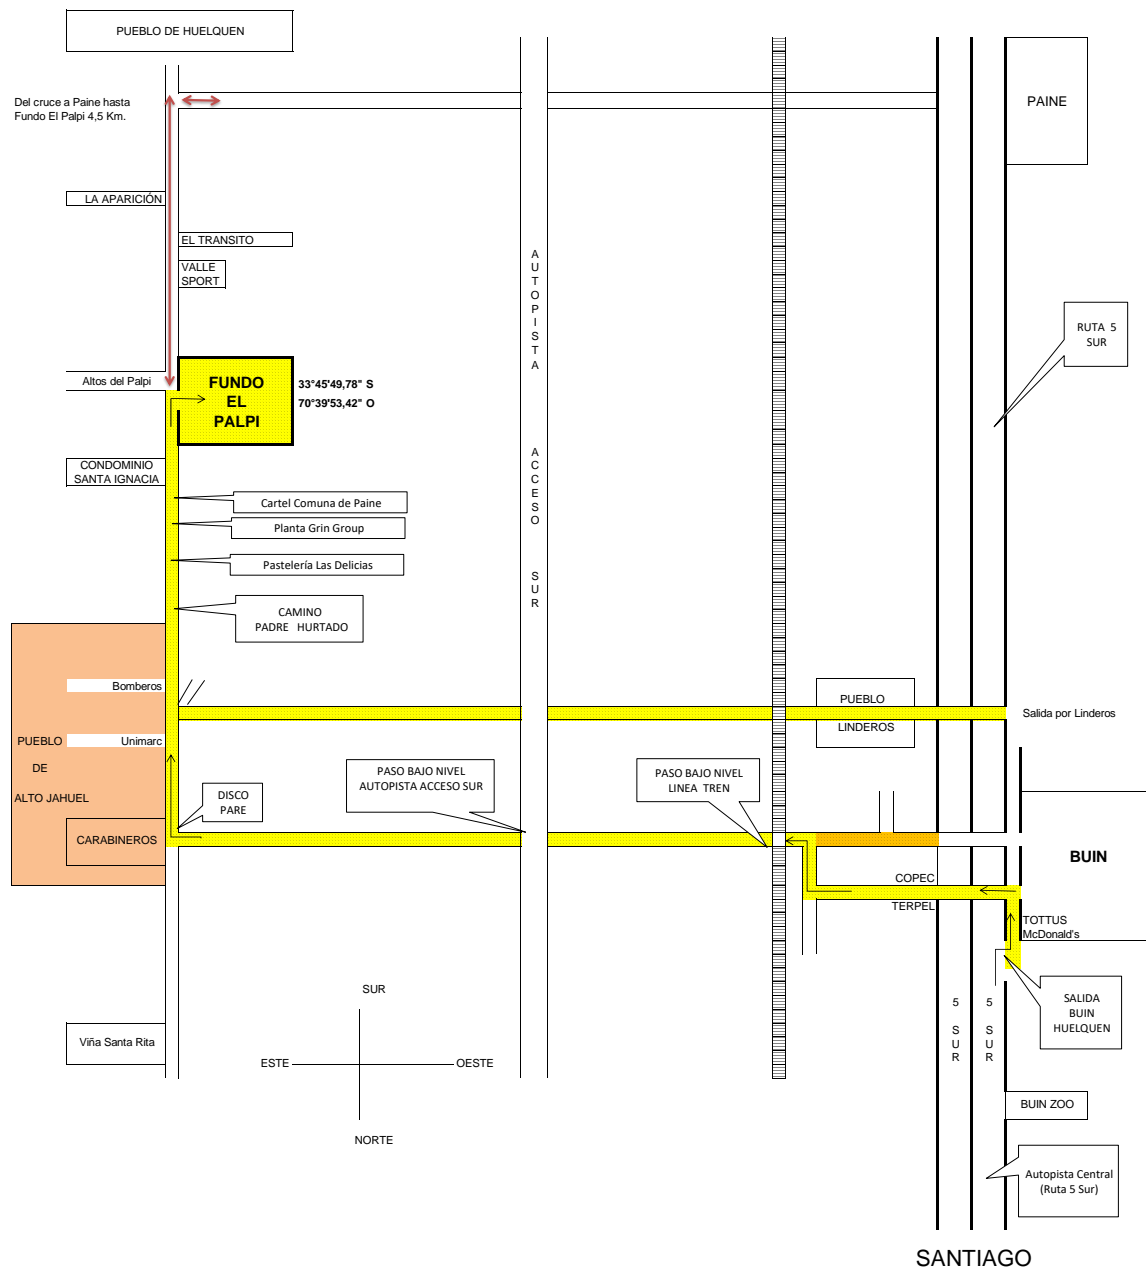 PUEBLO DE HUELQUEN
PAINE
Del cruce a Paine hasta
Fundo El Palpi 4,5 Km.
LA APARICIÓN
EL TRANSITO
VALLE
SPORT
AUTOPISTA ACCESO SUR
RUTA 5
SUR
Altos del Palpi
FUNDO
EL
PALPI
33°45'49,78" S
70°39'53,42" O
CONDOMINIO
SANTA IGNACIA
Cartel Comuna de Paine
Planta Grin Group
Pastelería Las Delicias
CAMINO
PADRE HURTADO
Bomberos
PUEBLO
LINDEROS
Salida por Linderos
Unimarc
PUEBLO
DE
ALTO JAHUEL
CARABINEROS
DISCO
PARE
PASO BAJO NIVEL
AUTOPISTA ACCESO SUR
PASO BAJO NIVEL
LINEA TREN
BUIN
COPEC
TERPEL
TOTTUS
McDonald's
SALIDA
BUIN
HUELQUEN
5 SUR
5 SUR
SUR
ESTE
OESTE
NORTE
Viña Santa Rita
BUIN ZOO
Autopista Central
(Ruta 5 Sur)
SANTIAGO